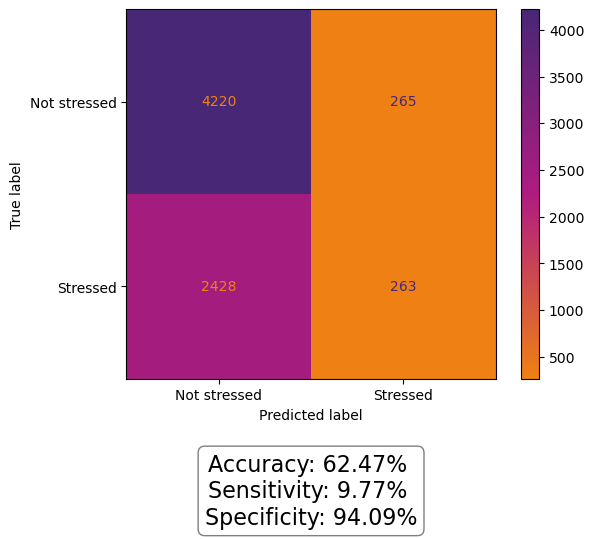 True label
Not stressed
4220
265
Stressed
2428
263
Not stressed
Stressed
Predicted label
4000
3500
3000
2500
2000
1500
1000
500
Accuracy: 62.47%
Sensitivity: 9.77%
Specificity: 94.09%